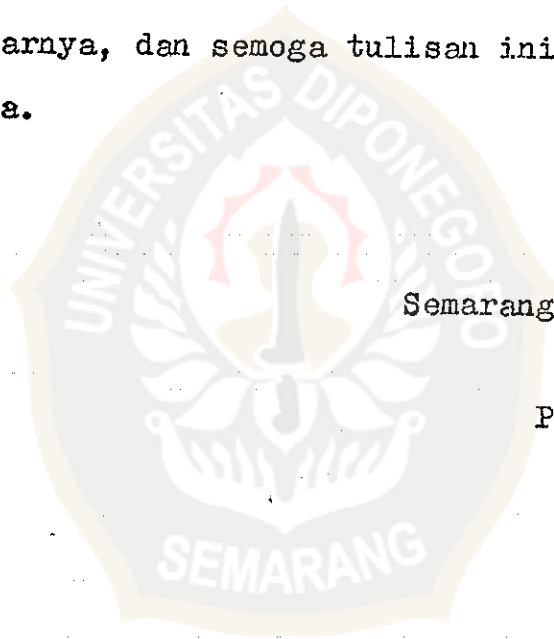 arnya, dan semoga tulisan ini
a.
UNIVERSITAS DIPONEGORO
Semarang
P
SEMARANG